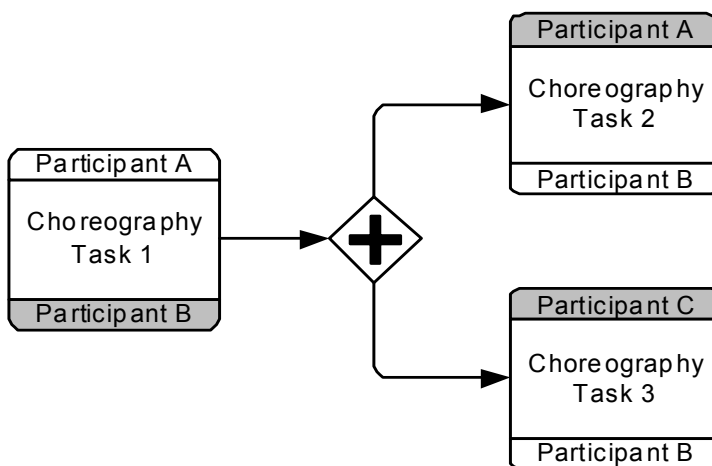 Participant A
Choreography
Task 1
Participant B
Participant A
Choreography
Task 2
Participant B
Participant C
Choreography
Task 3
Participant B